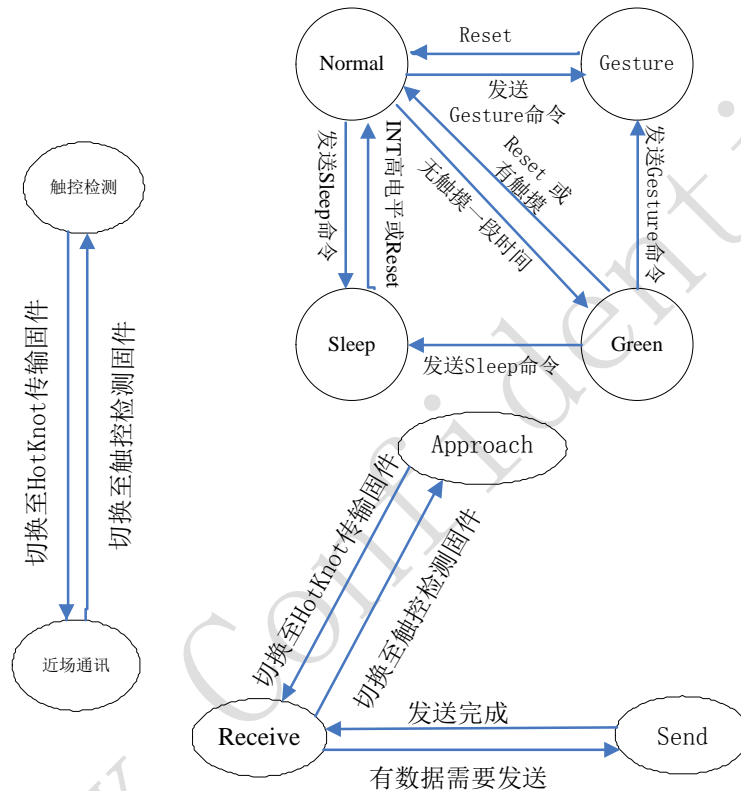 Reset
Normal
Gesture
发送
Gesture命令
Reset 或
有触摸
无触摸一段时间
发送Sleep命令
INT高电平或Reset
发送Gesture命令
触控检测
Sleep
Green
发送Sleep命令
切换至HotKnot传输固件
切换至触控检测固件
Approach
切换至HotKnot传输固件
切换至触控检测固件
近场通讯
Receive
发送完成
Send
有数据需要发送
Confidenti